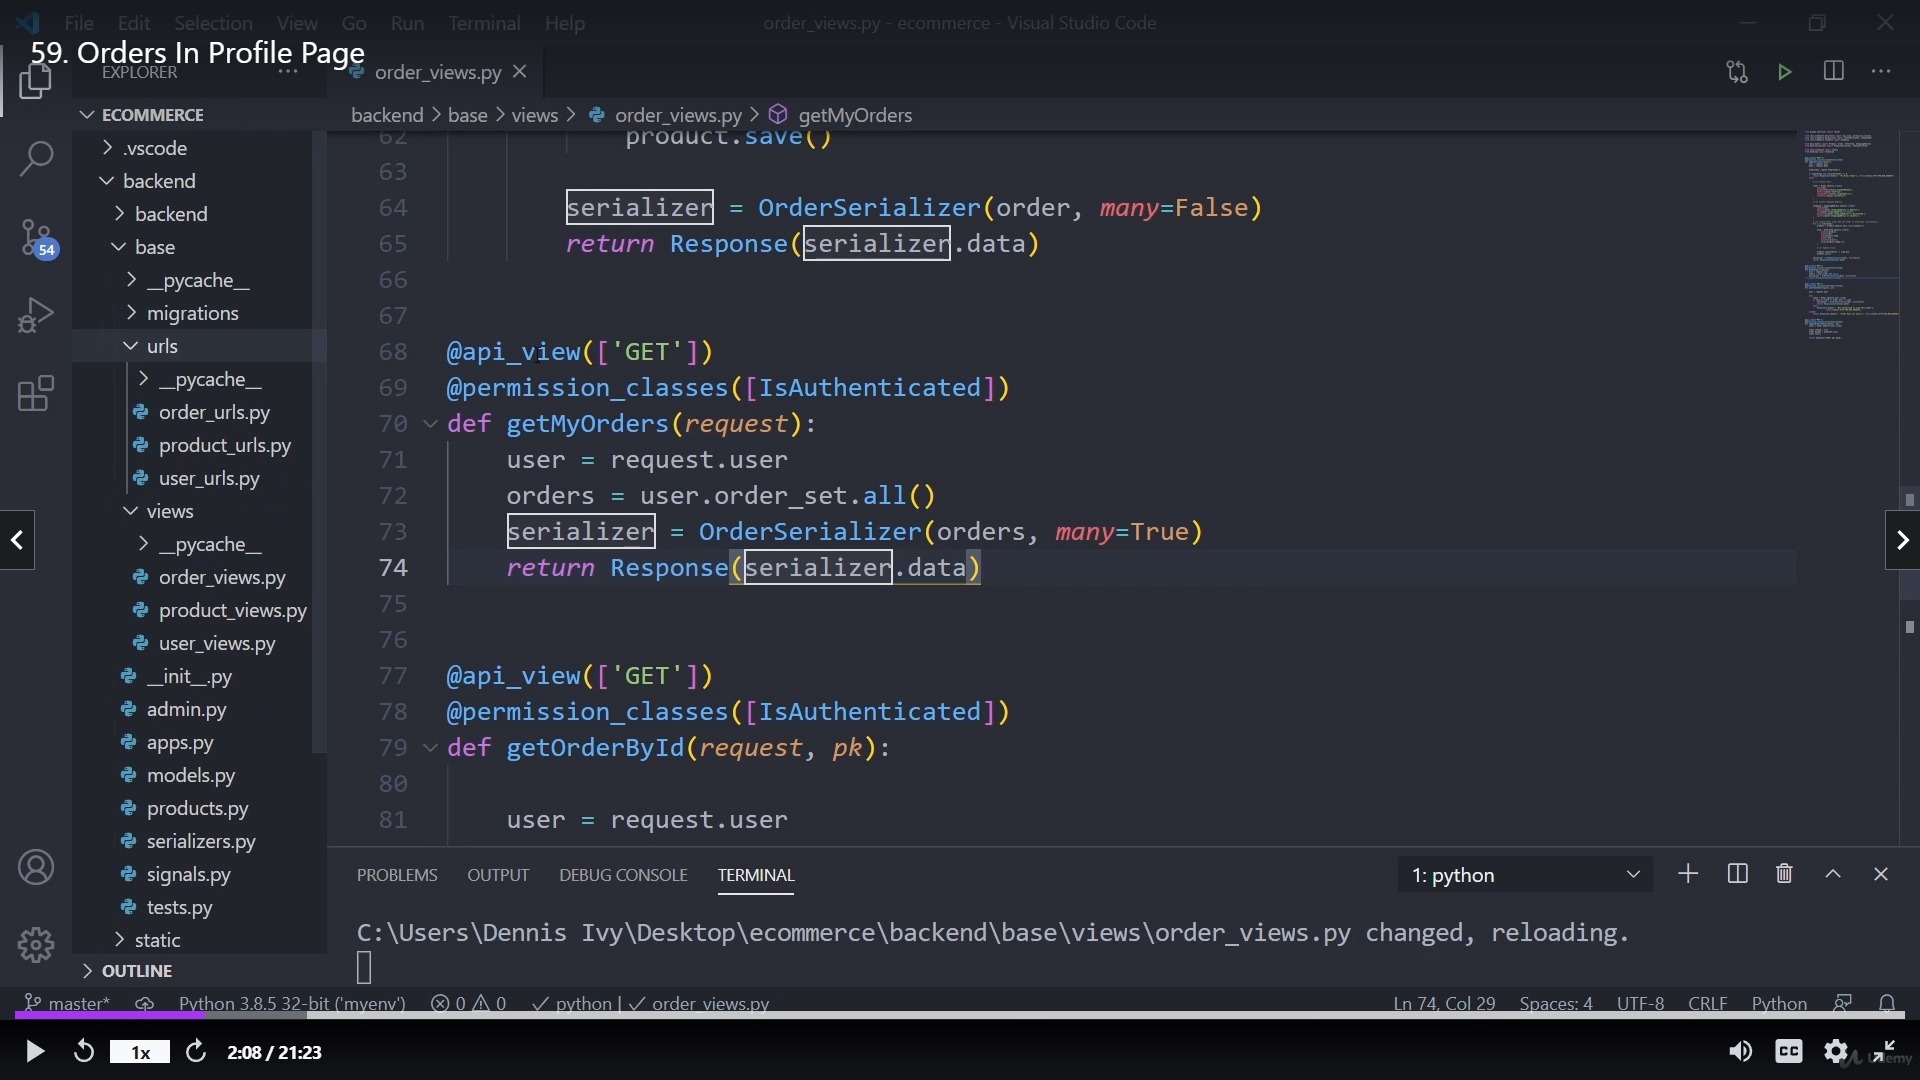 File Edit Selection View Go Run Terminal Help order_views.py - ecommerce - Visual Studio Code
59. Orders In Profile Page
EXPLORER
order_views.py
ECOMMERCE
backend > base > views > order_views.py > getMyOrders
.vscode
backend
backend
base
__pycache__
migrations
urls
__pycache__
order_urls.py
product_urls.py
user_urls.py
views
__pycache__
order_views.py
product_views.py
user_views.py
__init__.py
admin.py
apps.py
models.py
products.py
serializers.py
signals.py
tests.py
static
OUTLINE
54
62 product.save()
63
64 serializer = OrderSerializer(order, many=False)
65 return Response(serializer.data)
66
67
68 @api_view(['GET'])
69 @permission_classes([IsAuthenticated])
70 def getMyOrders(request):
71 user = request.user
72 orders = user.order_set.all()
73 serializer = OrderSerializer(orders, many=True)
74 return Response(serializer.data)
75
76
77 @api_view(['GET'])
78 @permission_classes([IsAuthenticated])
79 def getOrderById(request, pk):
80
81 user = request.user
PROBLEMS OUTPUT DEBUG CONSOLE TERMINAL 1: python
C:\Users\Dennis Ivy\Desktop\ecommerce\backend\base\views\order_views.py changed, reloading.
master* Python 3.8.5 32-bit ('myenv') 0 0 python | order_views.py Ln 74, Col 29 Spaces: 4 UTF-8 CRLF Python
1x 2:08 / 21:23 CC Udemy